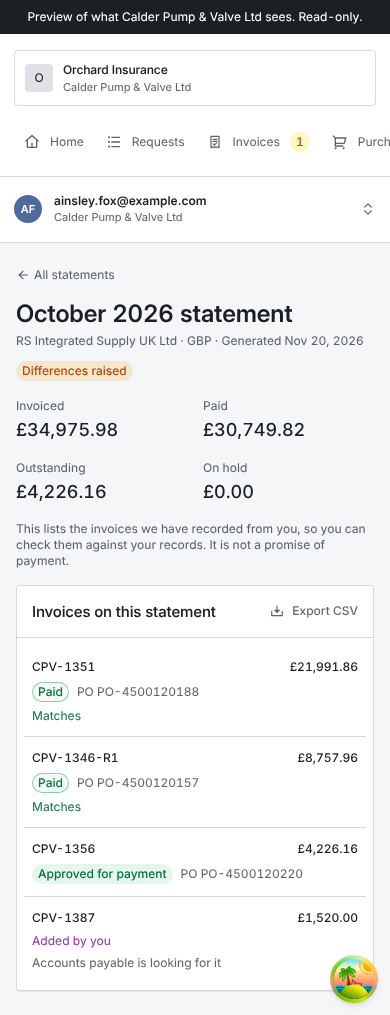 Preview of what Calder Pump & Valve Ltd sees. Read-only.
O
Orchard Insurance
Calder Pump & Valve Ltd
Home
Requests
Invoices
1
Purch
AF
ainsley.fox@example.com
Calder Pump & Valve Ltd
← All statements
October 2026 statement
RS Integrated Supply UK Ltd · GBP · Generated Nov 20, 2026
Differences raised
Invoiced
Paid
£34,975.98
£30,749.82
Outstanding
On hold
£4,226.16
£0.00
This lists the invoices we have recorded from you, so you can
check them against your records. It is not a promise of
payment.
Invoices on this statement
Export CSV
CPV-1351
£21,991.86
Paid
PO PO-4500120188
Matches
CPV-1346-R1
£8,757.96
Paid
PO PO-4500120157
Matches
CPV-1356
£4,226.16
Approved for payment
PO PO-4500120220
CPV-1387
£1,520.00
Added by you
Accounts payable is looking for it